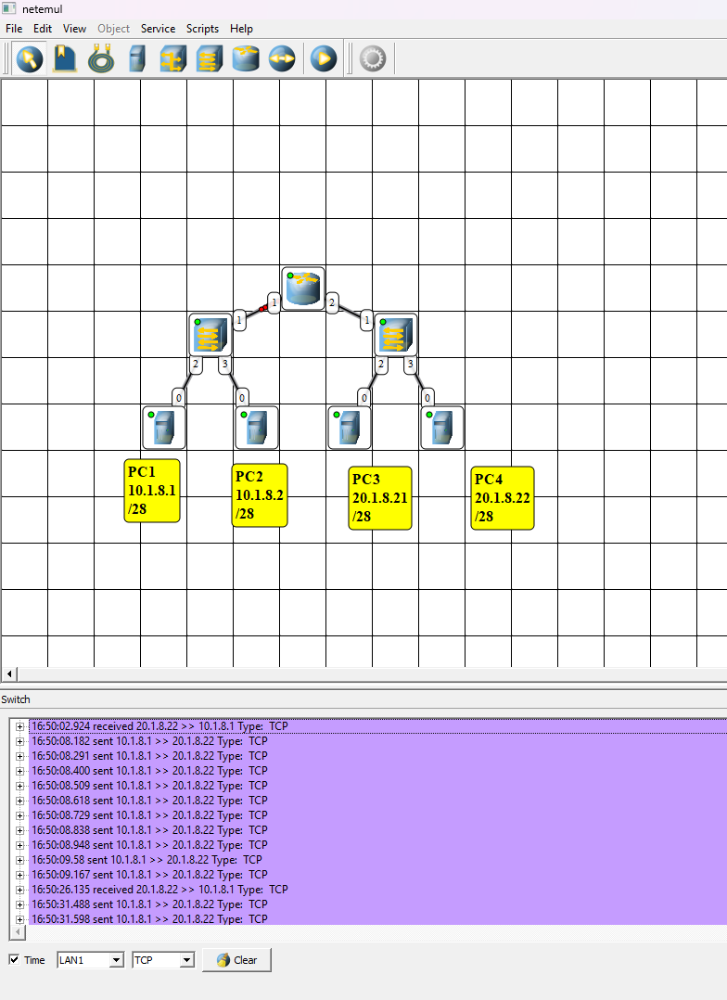 netemul
File Edit View Object Service Scripts Help
1 2
1 1
2 3 2 3
0 0 0 0
PC1
10.1.8.1
/28
PC2
10.1.8.2
/28
PC3
20.1.8.21
/28
PC4
20.1.8.22
/28
Switch
16:50:02.924 received 20.1.8.22 >> 10.1.8.1 Type: TCP
16:50:08.182 sent 10.1.8.1 >> 20.1.8.22 Type: TCP
16:50:08.291 sent 10.1.8.1 >> 20.1.8.22 Type: TCP
16:50:08.400 sent 10.1.8.1 >> 20.1.8.22 Type: TCP
16:50:08.509 sent 10.1.8.1 >> 20.1.8.22 Type: TCP
16:50:08.618 sent 10.1.8.1 >> 20.1.8.22 Type: TCP
16:50:08.729 sent 10.1.8.1 >> 20.1.8.22 Type: TCP
16:50:08.838 sent 10.1.8.1 >> 20.1.8.22 Type: TCP
16:50:08.948 sent 10.1.8.1 >> 20.1.8.22 Type: TCP
16:50:09.58 sent 10.1.8.1 >> 20.1.8.22 Type: TCP
16:50:09.167 sent 10.1.8.1 >> 20.1.8.22 Type: TCP
16:50:26.135 received 20.1.8.22 >> 10.1.8.1 Type: TCP
16:50:31.488 sent 10.1.8.1 >> 20.1.8.22 Type: TCP
16:50:31.598 sent 10.1.8.1 >> 20.1.8.22 Type: TCP
Time LAN1 TCP Clear